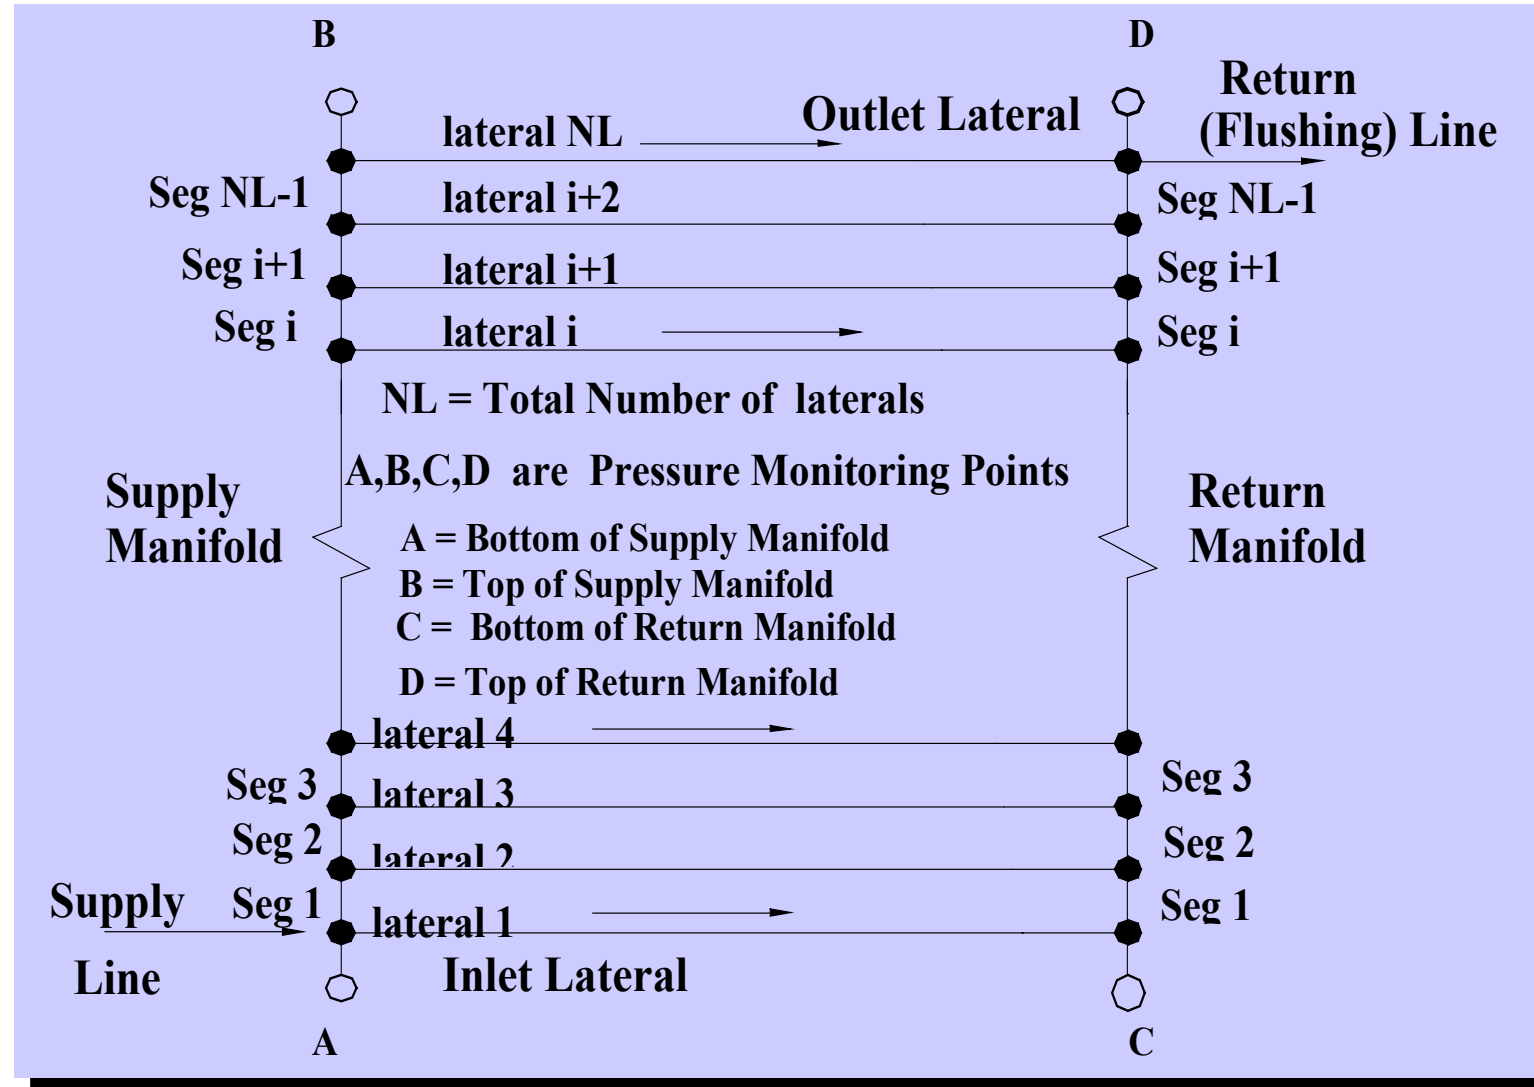 B
D
Return
(Flushing) Line
Outlet Lateral
lateral NL
Seg NL-1
lateral i+2
Seg NL-1
Seg i+1
lateral i+1
Seg i+1
Seg i
lateral i
Seg i
NL = Total Number of laterals
A,B,C,D are Pressure Monitoring Points
Supply
Manifold
Return
Manifold
A = Bottom of Supply Manifold
B = Top of Supply Manifold
C = Bottom of Return Manifold
D = Top of Return Manifold
lateral 4
Seg 3
lateral 3
Seg 3
Seg 2
lateral 2
Seg 2
Supply
Line
Seg 1
lateral 1
Seg 1
Inlet Lateral
A
C